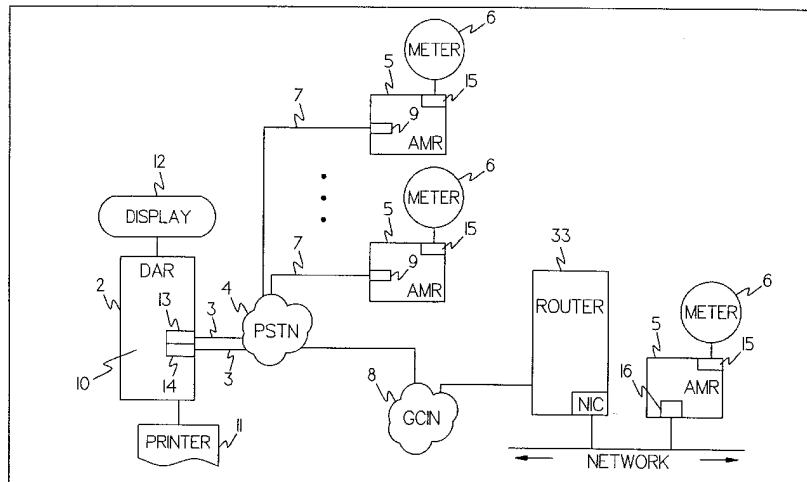 6
METER
5
15
7
9
AMR
6
12
METER
5
DISPLAY
15
7
33
DAR
9
AMR
6
2
4
ROUTER
METER
13
3
PSTN
5
15
14
3
8
16
AMR
10
GCIN
NIC
PRINTER
11
NETWORK